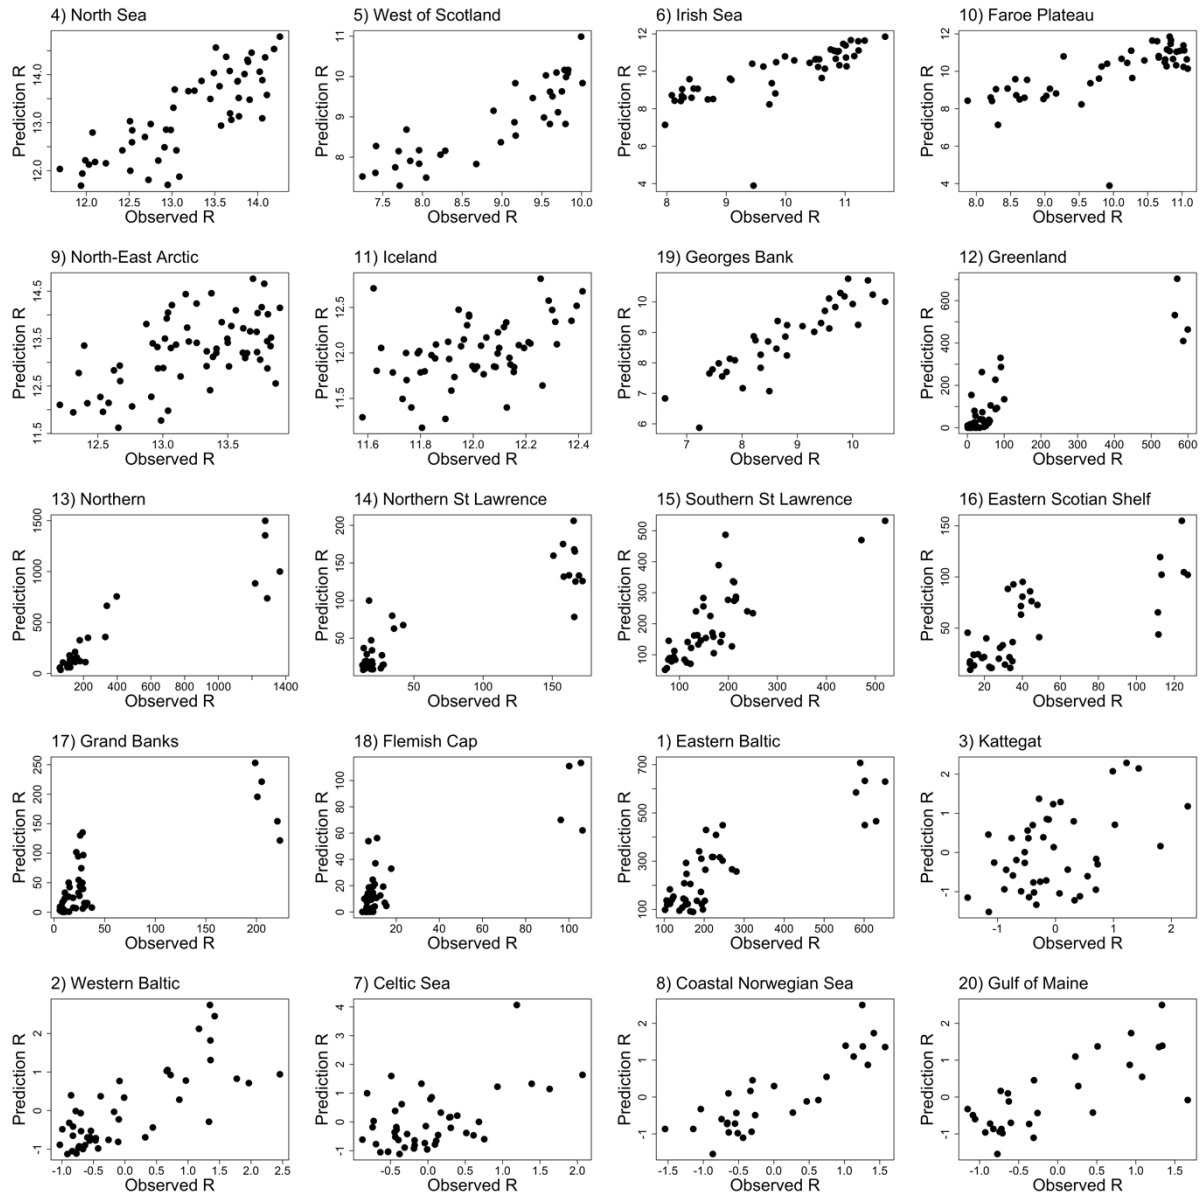 4) North Sea
Prediction R
12.0 13.0 14.0
12.0 12.5 13.0 13.5 14.0
Observed R
5) West of Scotland
Prediction R
8 9 10 11
7.5 8.0 8.5 9.0 9.5 10.0
Observed R
6) Irish Sea
Prediction R
4 6 8 10 12
8 9 10 11
Observed R
10) Faroe Plateau
Prediction R
4 6 8 10 12
8.0 8.5 9.0 9.5 10.0 10.5 11.0
Observed R
9) North-East Arctic
Prediction R
11.5 12.5 13.5 14.5
12.5 13.0 13.5
Observed R
11) Iceland
Prediction R
11.5 12.0 12.5
11.6 11.8 12.0 12.2 12.4
Observed R
19) Georges Bank
Prediction R
6 7 8 9 10
7 8 9 10
Observed R
12) Greenland
Prediction R
0 200 400 600
0 100 200 300 400 500 600
Observed R
13) Northern
Prediction R
0 500 1000 1500
200 400 600 800 1000 1200 1400
Observed R
14) Northern St Lawrence
Prediction R
50 100 150 200
50 100 150
Observed R
15) Southern St Lawrence
Prediction R
100 200 300 400 500
100 200 300 400 500
Observed R
16) Eastern Scotian Shelf
Prediction R
50 100 150
20 40 60 80 100 120
Observed R
17) Grand Banks
Prediction R
0 50 100 150 200 250
0 50 100 150 200
Observed R
18) Flemish Cap
Prediction R
0 20 40 60 80 100
20 40 60 80 100
Observed R
1) Eastern Baltic
Prediction R
100 300 500 700
100 200 300 400 500 600
Observed R
3) Kattegat
Prediction R
-1 0 1 2
-1 0 1 2
Observed R
2) Western Baltic
Prediction R
-1 0 1 2
-1.0 -0.5 0.0 0.5 1.0 1.5 2.0 2.5
Observed R
7) Celtic Sea
Prediction R
-1 0 1 2 3 4
-0.5 0.0 0.5 1.0 1.5 2.0
Observed R
8) Coastal Norwegian Sea
Prediction R
-1 0 1 2
-1.5 -1.0 -0.5 0.0 0.5 1.0 1.5
Observed R
20) Gulf of Maine
Prediction R
-1 0 1 2
-1.0 -0.5 0.0 0.5 1.0 1.5
Observed R